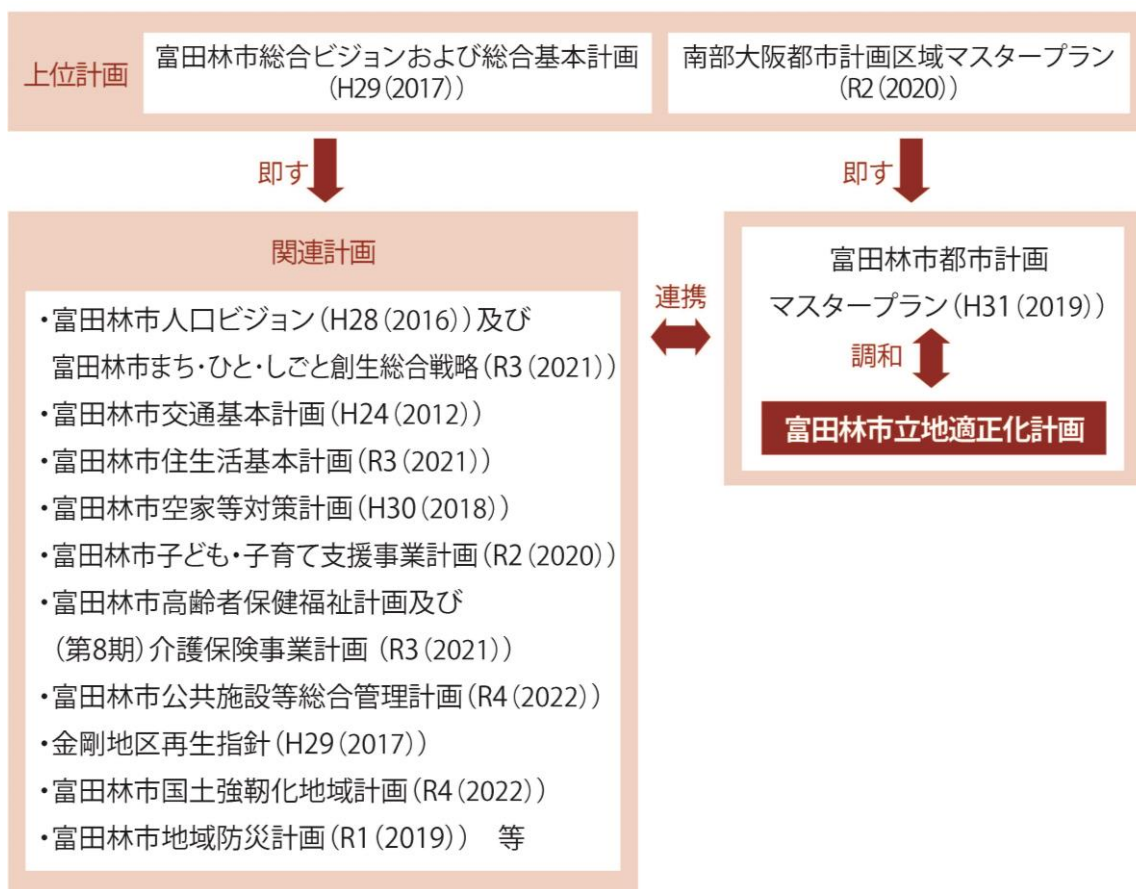 上位計画
富田林市総合ビジョンおよび総合基本計画
(H29(2017))
南部大阪都市計画区域マスタープラン
(R2(2020))
即す
即す
関連計画
・富田林市人口ビジョン(H28(2016))及び
富田林市まち・ひと・しごと創生総合戦略(R3(2021))
・富田林市交通基本計画(H24(2012))
・富田林市住生活基本計画(R3(2021))
・富田林市空家等対策計画(H30(2018))
・富田林市子ども・子育て支援事業計画(R2(2020))
・富田林市高齢者保健福祉計画及び
(第8期)介護保険事業計画 (R3(2021))
・富田林市公共施設等総合管理計画(R4(2022))
・金剛地区再生指針(H29(2017))
・富田林市国土強靱化地域計画(R4(2022))
・富田林市地域防災計画(R1(2019)) 等
連携
富田林市都市計画
マスタープラン(H31(2019))
調和
富田林市立地適正化計画